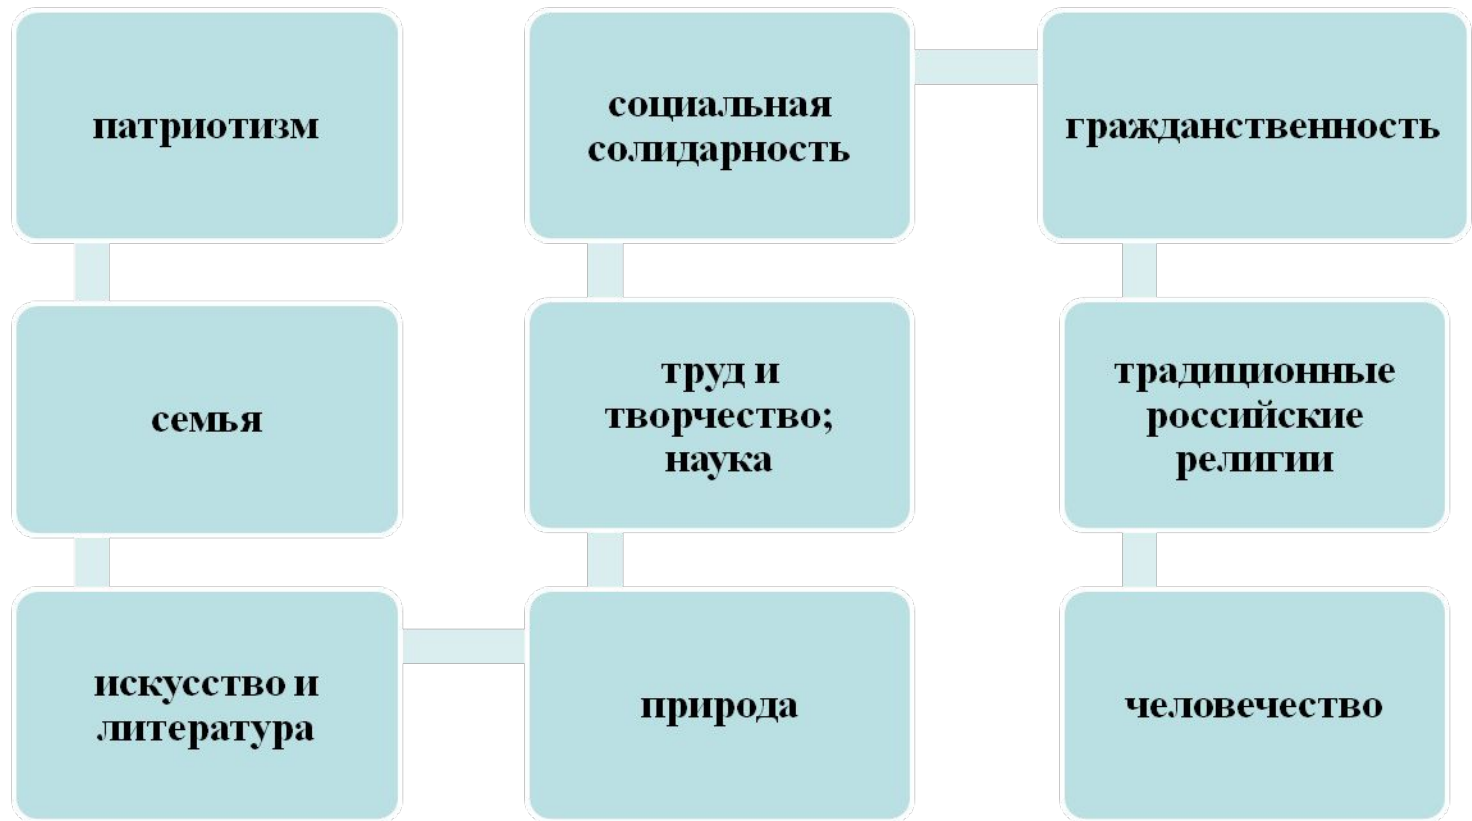 патриотизм
семья
искусство и
литература
природа
труд и
творчество;
наука
социальная
солидарность
гражданственность
традиционные
российские
религии
человечество